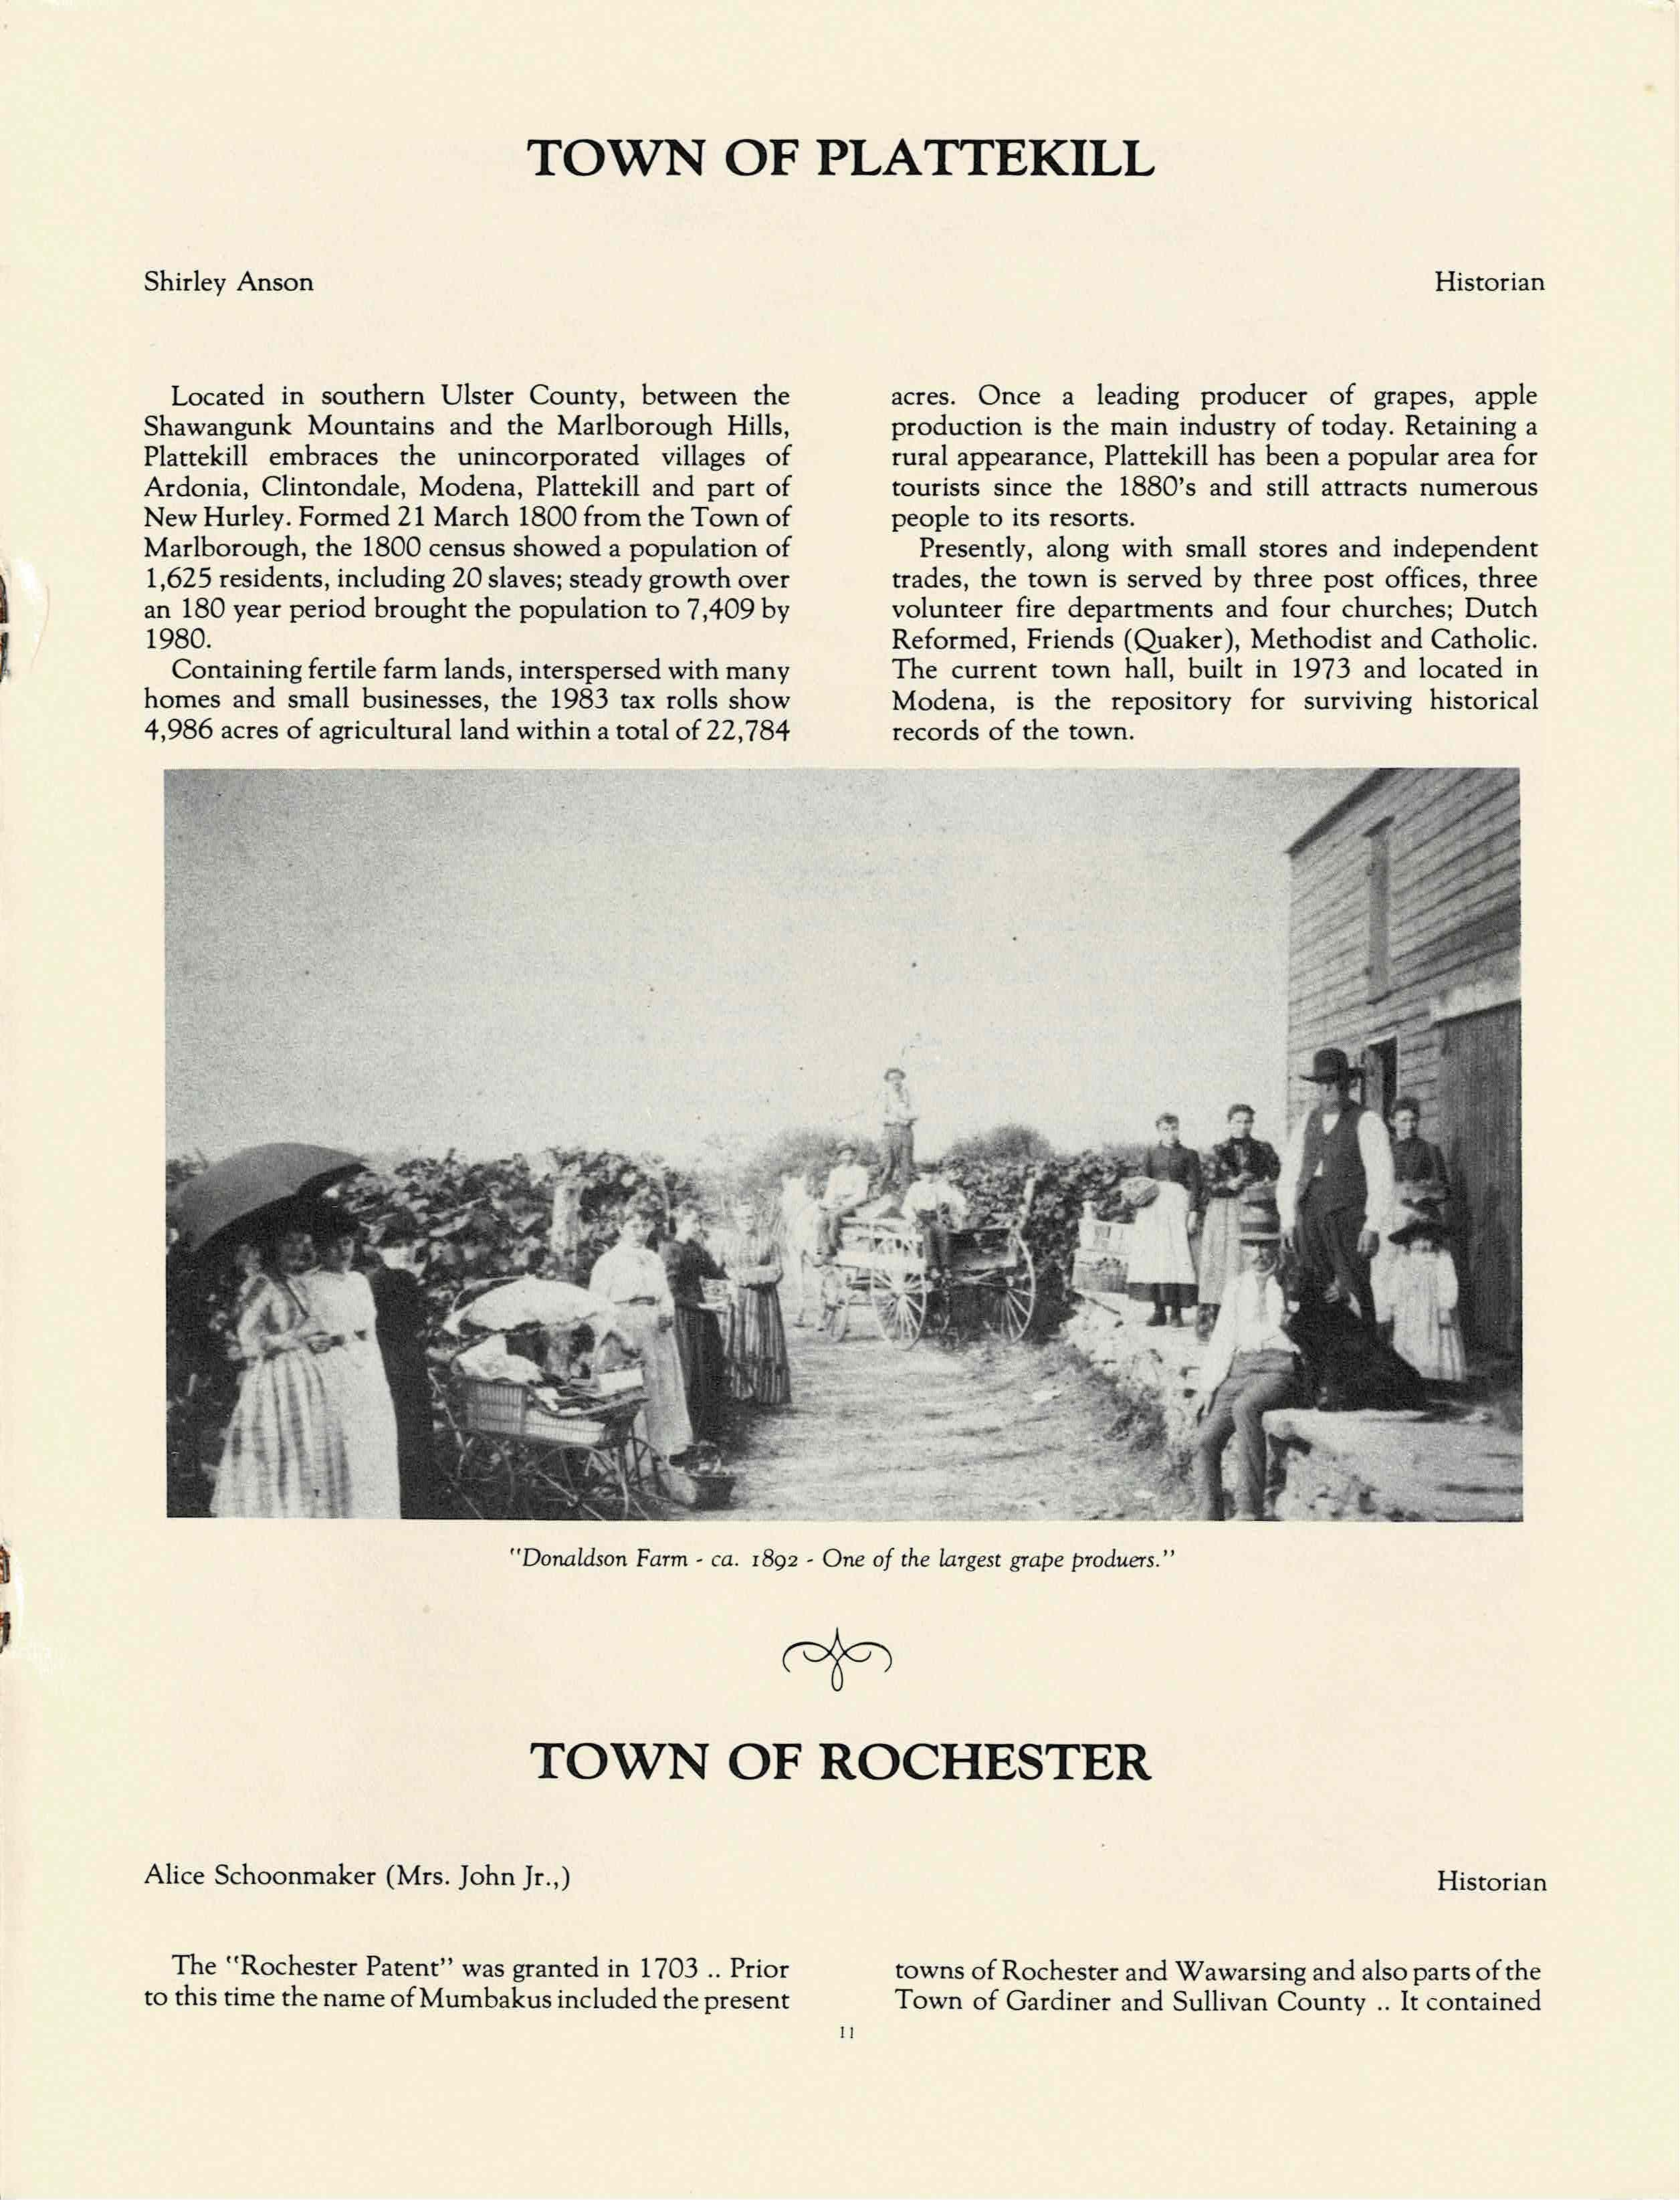 TOWN OF PLATTEKILL
Shirley Anson
Historian
Located in southern Ulster County, between the
Shawangunk Mountains and the Marlborough Hills,
Plattekill embraces the unincorporated villages of
Ardonia, Clintondale, Modena, Plattekill and part of
New Hurley. Formed 21 March 1800 from the Town of
Marlborough, the 1800 census showed a population of
1,625 residents, including 20 slaves; steady growth over
an 180 year period brought the population to 7,409 by
1980.
Containing fertile farm lands, interspersed with many
homes and small businesses, the 1983 tax rolls show
4,986 acres of agricultural land within a total of 22,784
acres. Once a leading producer of grapes, apple
production is the main industry of today. Retaining a
rural appearance, Plattekill has been a popular area for
tourists since the 1880's and still attracts numerous
people to its resorts.
Presently, along with small stores and independent
trades, the town is served by three post offices, three
volunteer fire departments and four churches; Dutch
Reformed, Friends (Quaker), Methodist and Catholic.
The current town hall, built in 1973 and located in
Modena, is the repository for surviving historical
records of the town.
"Donaldson Farm - ca. 1892 - One of the largest grape produers."
TOWN OF ROCHESTER
Alice Schoonmaker (Mrs. John Jr.,)
Historian
The "Rochester Patent" was granted in 1703 .. Prior
to this time the name of Mumbakus included the present
towns of Rochester and Wawarsing and also parts of the
Town of Gardiner and Sullivan County .. It contained
11